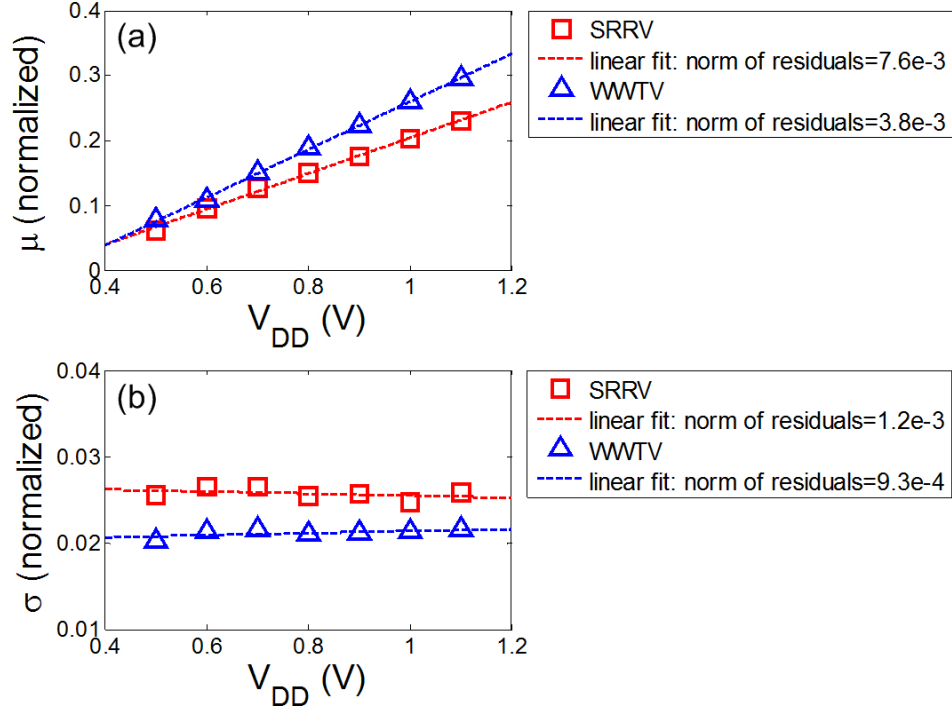 (a)
μ (normalized)
0.4
0.3
0.2
0.1
0
0.4 0.6 0.8 1 1.2
V_DD (V)
SRRV
linear fit: norm of residuals=7.6e-3
WWTV
linear fit: norm of residuals=3.8e-3
(b)
σ (normalized)
0.04
0.03
0.02
0.01
0.4 0.6 0.8 1 1.2
V_DD (V)
SRRV
linear fit: norm of residuals=1.2e-3
WWTV
linear fit: norm of residuals=9.3e-4